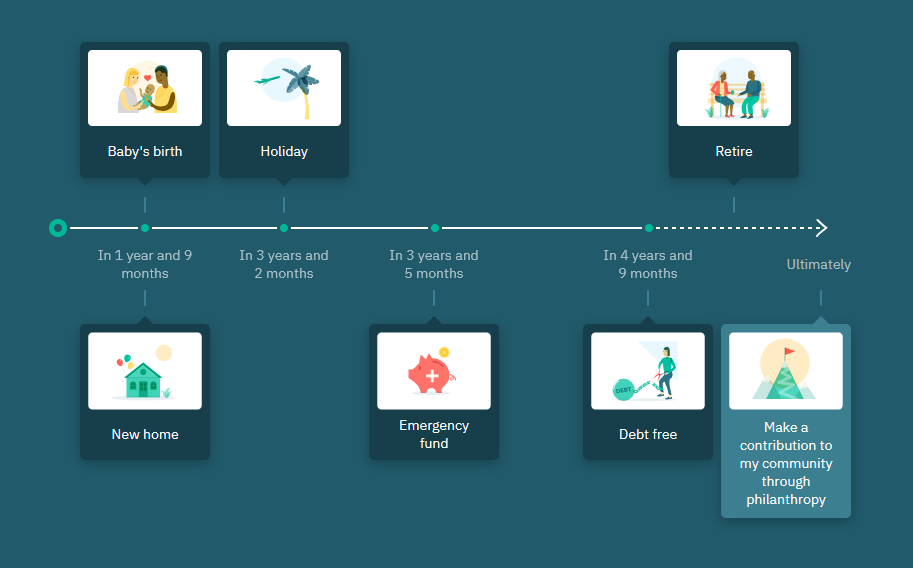 Baby's birth
Holiday
Retire
In 1 year and 9
months
In 3 years and
2 months
In 3 years and
5 months
In 4 years and
9 months
Ultimately
New home
Emergency
fund
DEBT
Debt free
Make a
contribution to
my community
through
philanthropy